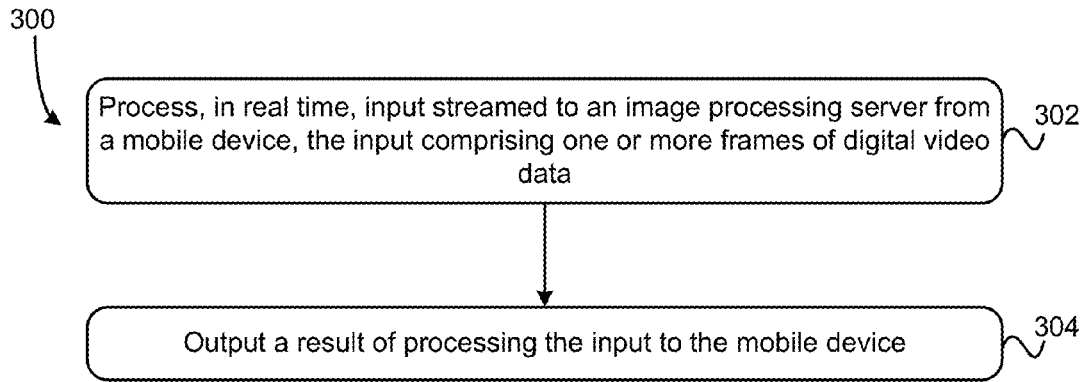 300
Process, in real time, input streamed to an image processing server from
a mobile device, the input comprising one or more frames of digital video
data
302
Output a result of processing the input to the mobile device
304